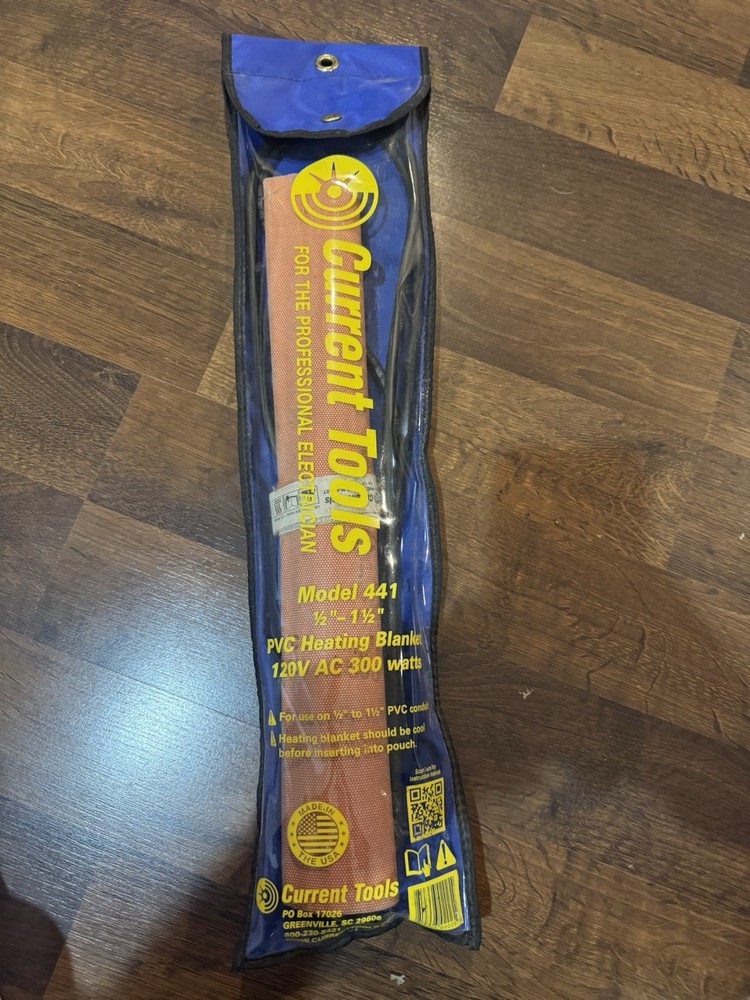 Current Tools
FOR THE PROFESSIONAL ELECTRICIAN
Model 441
½"– 1½"
PVC Heating Blanket
120V AC 300 watts
For use on ½" to 1½" PVC conduit
Heating blanket should be cool
before inserting into pouch.
MADE IN
THE USA
Current Tools
PO Box 17026
GREENVILLE, SC 29606